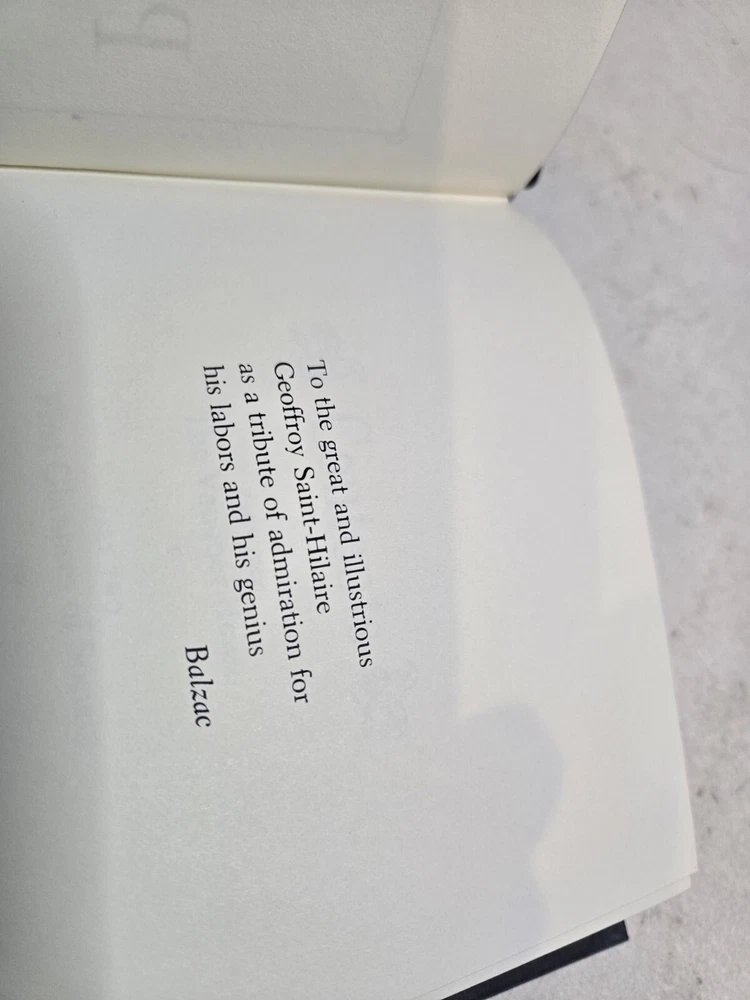 To the great and illustrious
Geoffroy Saint-Hilaire
as a tribute of admiration for
his labors and his genius
Balzac